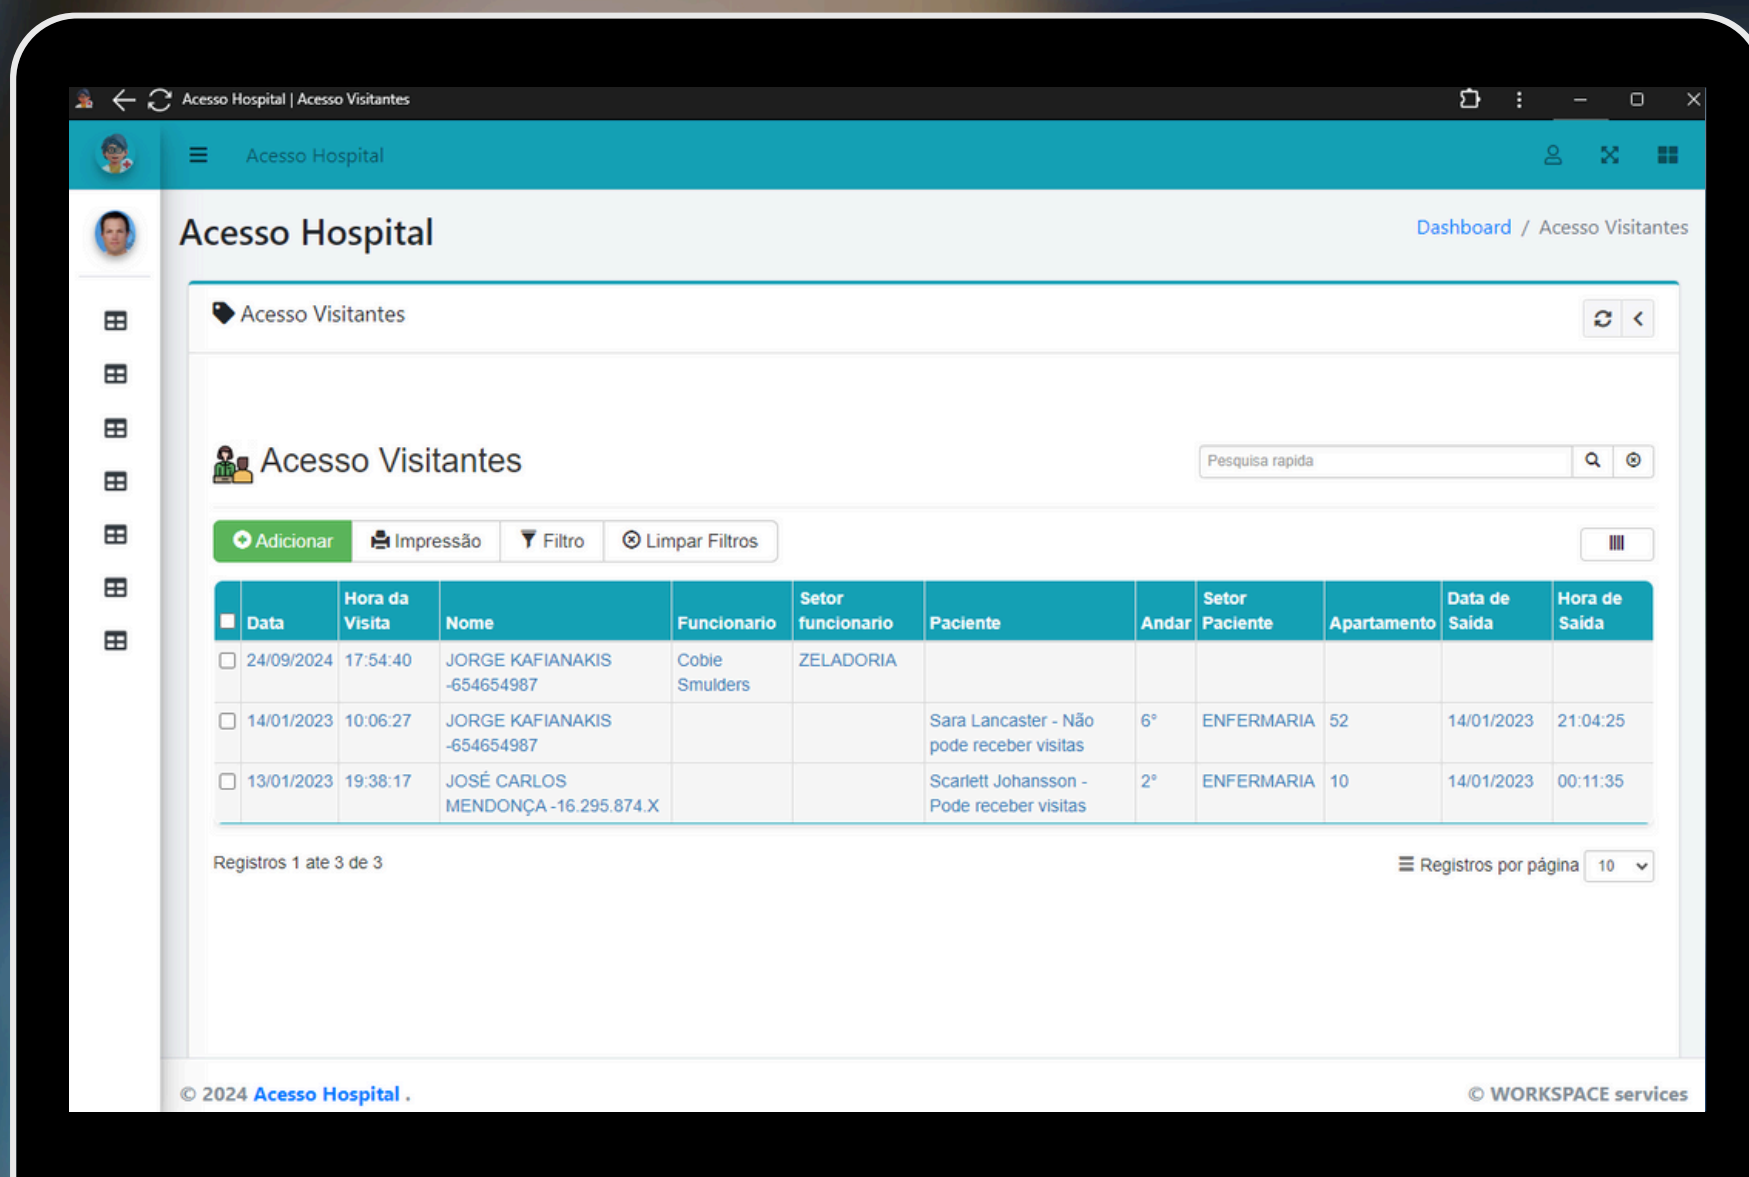 Acesso Hospital | Acesso Visitantes
Acesso Hospital
Acesso Hospital
Dashboard / Acesso Visitantes
Acesso Visitantes
Acesso Visitantes
Pesquisa rapida
Adicionar Impressão Filtro Limpar Filtros
Data Hora da Visita Nome Funcionario Setor funcionario Paciente Andar Setor Paciente Apartamento Data de Saída Hora de Saída
24/09/2024 17:54:40 JORGE KAFIANAKIS -654654987 Cobie Smulders ZELADORIA
14/01/2023 10:06:27 JORGE KAFIANAKIS -654654987 Sara Lancaster - Não pode receber visitas 6° ENFERMARIA 52 14/01/2023 21:04:25
13/01/2023 19:38:17 JOSÉ CARLOS MENDONÇA -16.295.874.X Scarlett Johansson - Pode receber visitas 2° ENFERMARIA 10 14/01/2023 00:11:35
Registros 1 ate 3 de 3
Registros por página 10
© 2024 Acesso Hospital .
© WORKSPACE services